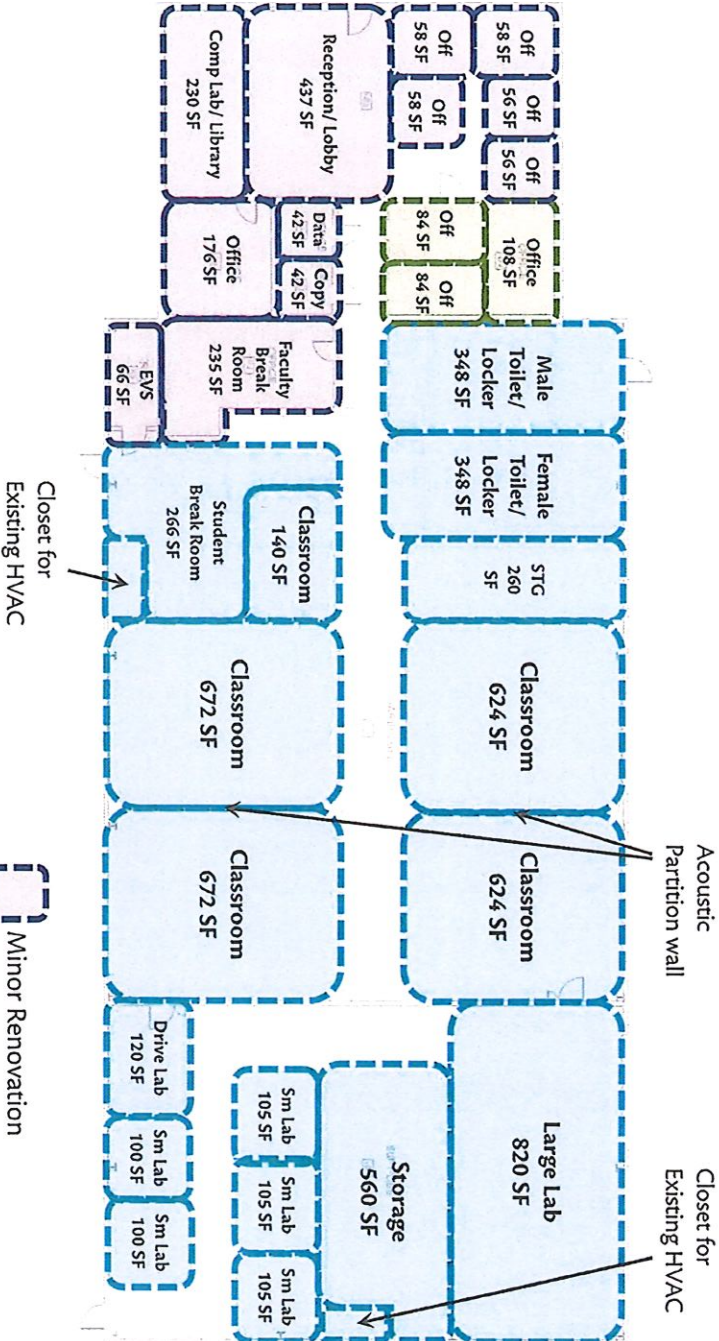 Acoustic
Partition wall
Closet for
Existing HVAC
Off
58 SF
Off
56 SF
Off
56 SF
Office
108 SF
Male
Toilet/
Locker
348 SF
Female
Toilet/
Locker
348 SF
STG
260
SF
Classroom
624 SF
Classroom
624 SF
Large Lab
820 SF
Off
58 SF
Off
58 SF
Off
84 SF
Off
84 SF
Storage
560 SF
Reception/ Lobby
437 SF
Data
42 SF
Copy
42 SF
Faculty
Break
Room
235 SF
Classroom
140 SF
Sm Lab
105 SF
Sm Lab
105 SF
Sm Lab
105 SF
Comp Lab/ Library
230 SF
Office
176 SF
Student
Break Room
266 SF
Classroom
672 SF
Classroom
672 SF
EVS
66 SF
Drive Lab
120 SF
Sm Lab
100 SF
Sm Lab
100 SF
Closet for
Existing HVAC
Minor Renovation